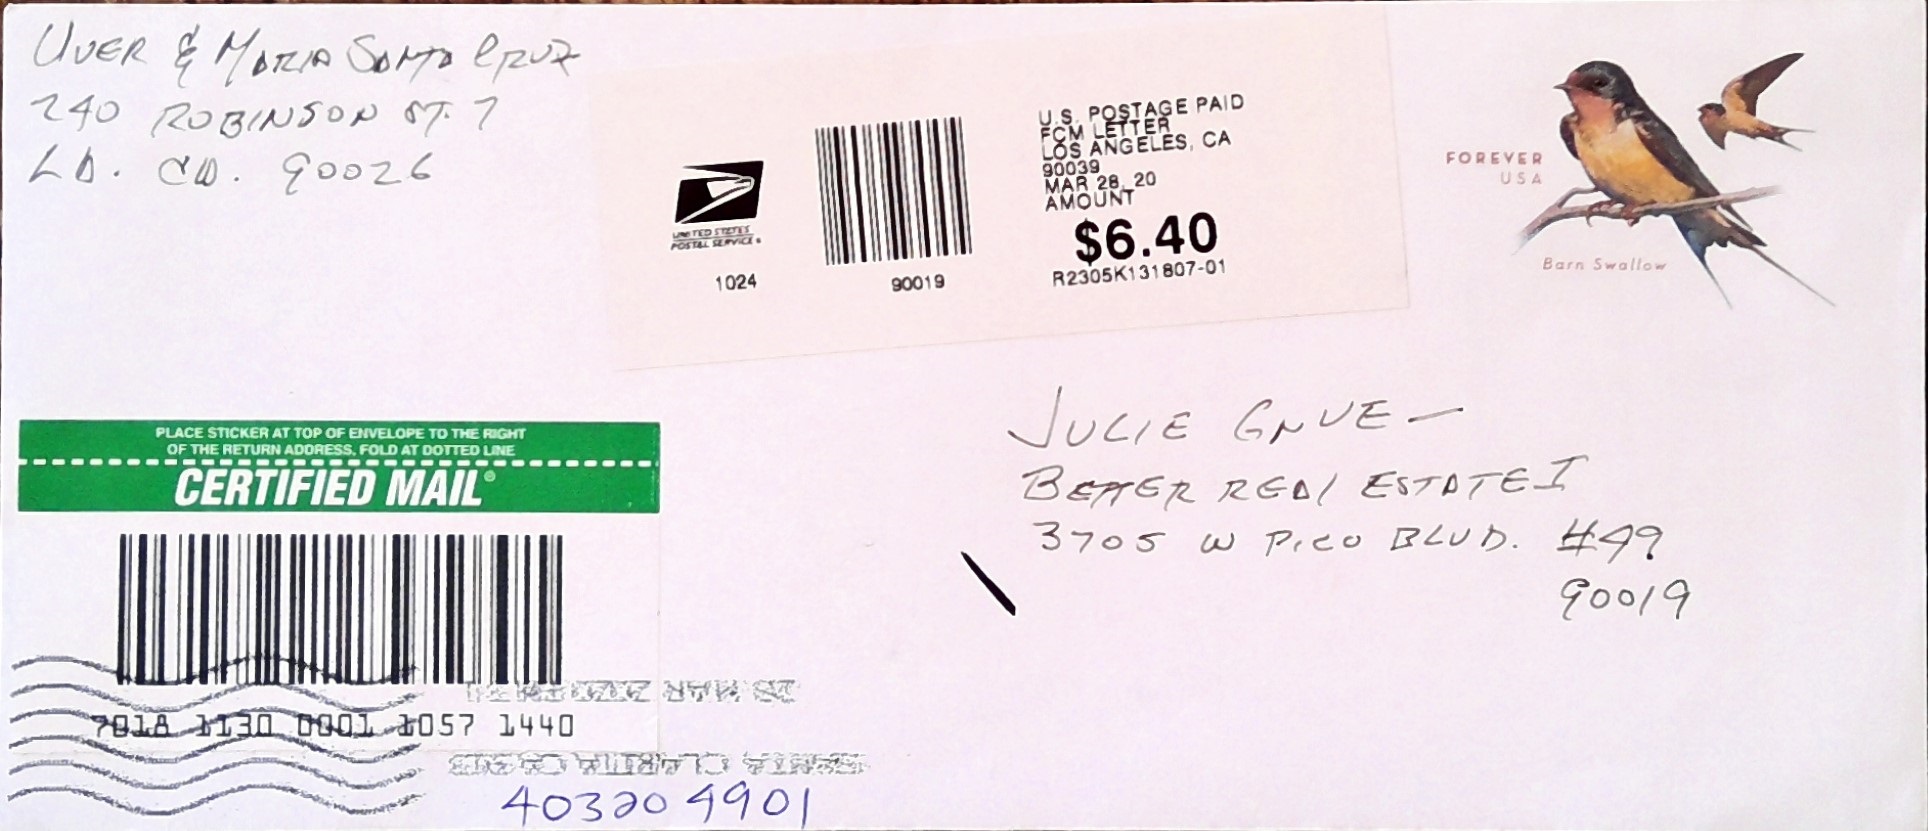 UVER & MARIA SANTA CRUZ
240 ROBINSON ST. 7
LA. CA. 90026
UNITED STATES
POSTAL SERVICE®
1024
90019
U.S. POSTAGE PAID
FCM LETTER
LOS ANGELES, CA
90039
MAR 28, 20
AMOUNT
$6.40
R2305K131807-01
FOREVER
USA
Barn Swallow
PLACE STICKER AT TOP OF ENVELOPE TO THE RIGHT
OF THE RETURN ADDRESS, FOLD AT DOTTED LINE
CERTIFIED MAIL®
7018 1130 0001 1057 1440
JULIE GNUE –
BEAER REAL ESTATE I
3705 W PICO BLVD. #49
90019
403204901